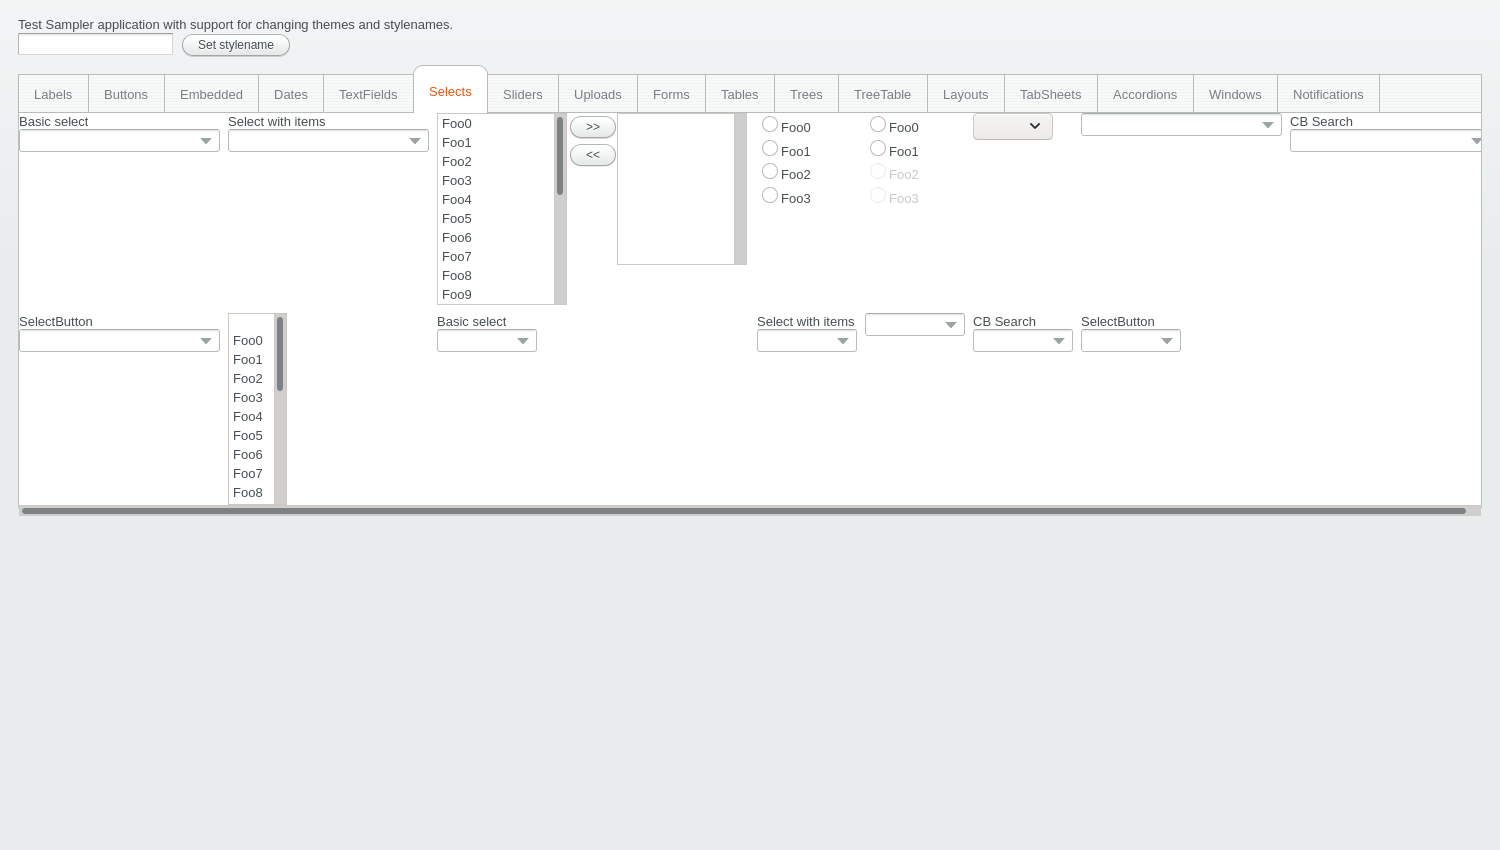 Test Sampler application with support for changing themes and stylenames.
Set stylename
Labels Buttons Embedded Dates TextFields Selects Sliders Uploads Forms Tables Trees TreeTable Layouts TabSheets Accordions Windows Notifications
Basic select
Select with items
Foo0
Foo1
Foo2
Foo3
Foo4
Foo5
Foo6
Foo7
Foo8
Foo9
>>
<<
Foo0
Foo1
Foo2
Foo3
Foo0
Foo1
Foo2
Foo3
CB Search
SelectButton
Foo0
Foo1
Foo2
Foo3
Foo4
Foo5
Foo6
Foo7
Foo8
Basic select
Select with items
CB Search
SelectButton